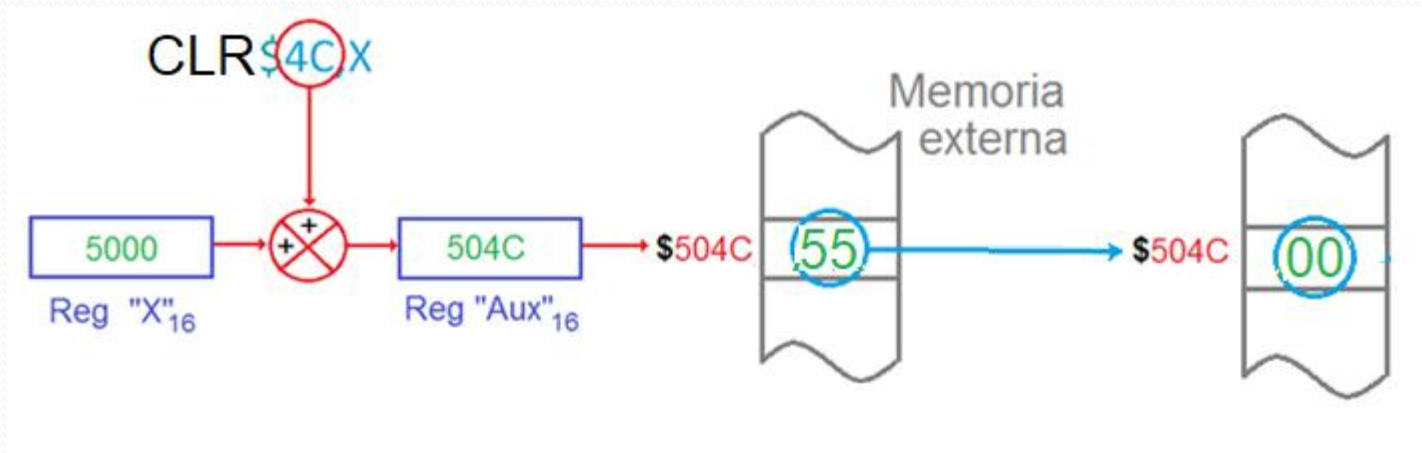 CLR$4C,X
Memoria
externa
5000
+
+
504C
$504C
55
$504C
00
Reg "X"16
Reg "Aux"16